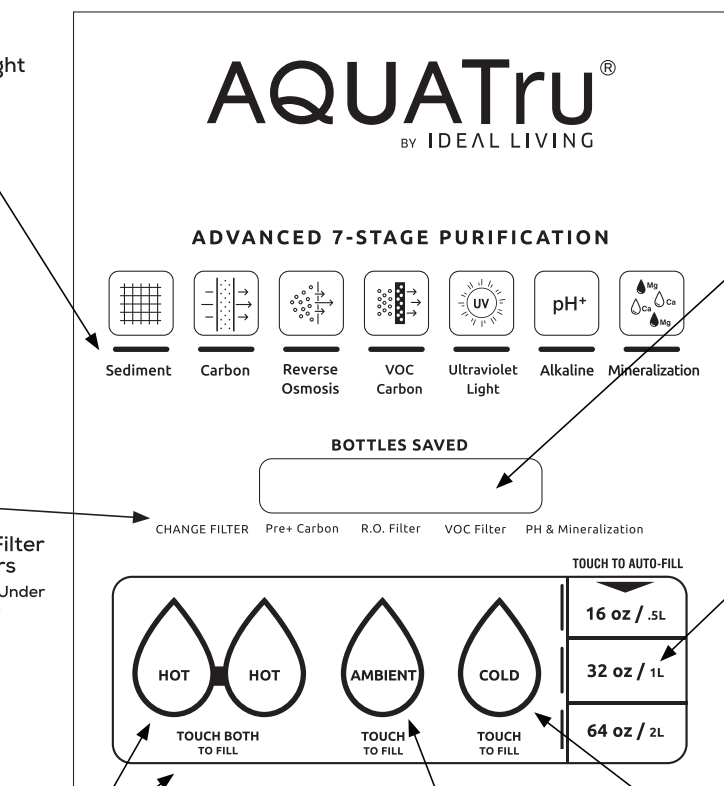 AQUATru®
BY IDEAL LIVING
ADVANCED 7-STAGE PURIFICATION
UV
pH+
Mg
Ca
Ca
Mg
Sediment
Carbon
Reverse
Osmosis
VOC
Carbon
Ultraviolet
Light
Alkaline
Mineralization
BOTTLES SAVED
CHANGE FILTER Pre+ Carbon R.O. Filter VOC Filter PH & Mineralization
Filter
Under
TOUCH TO AUTO-FILL
16 oz / .5L
32 oz / 1L
64 oz / 2L
HOT HOT AMBIENT COLD
TOUCH BOTH
TO FILL
TOUCH
TO FILL
TOUCH
TO FILL